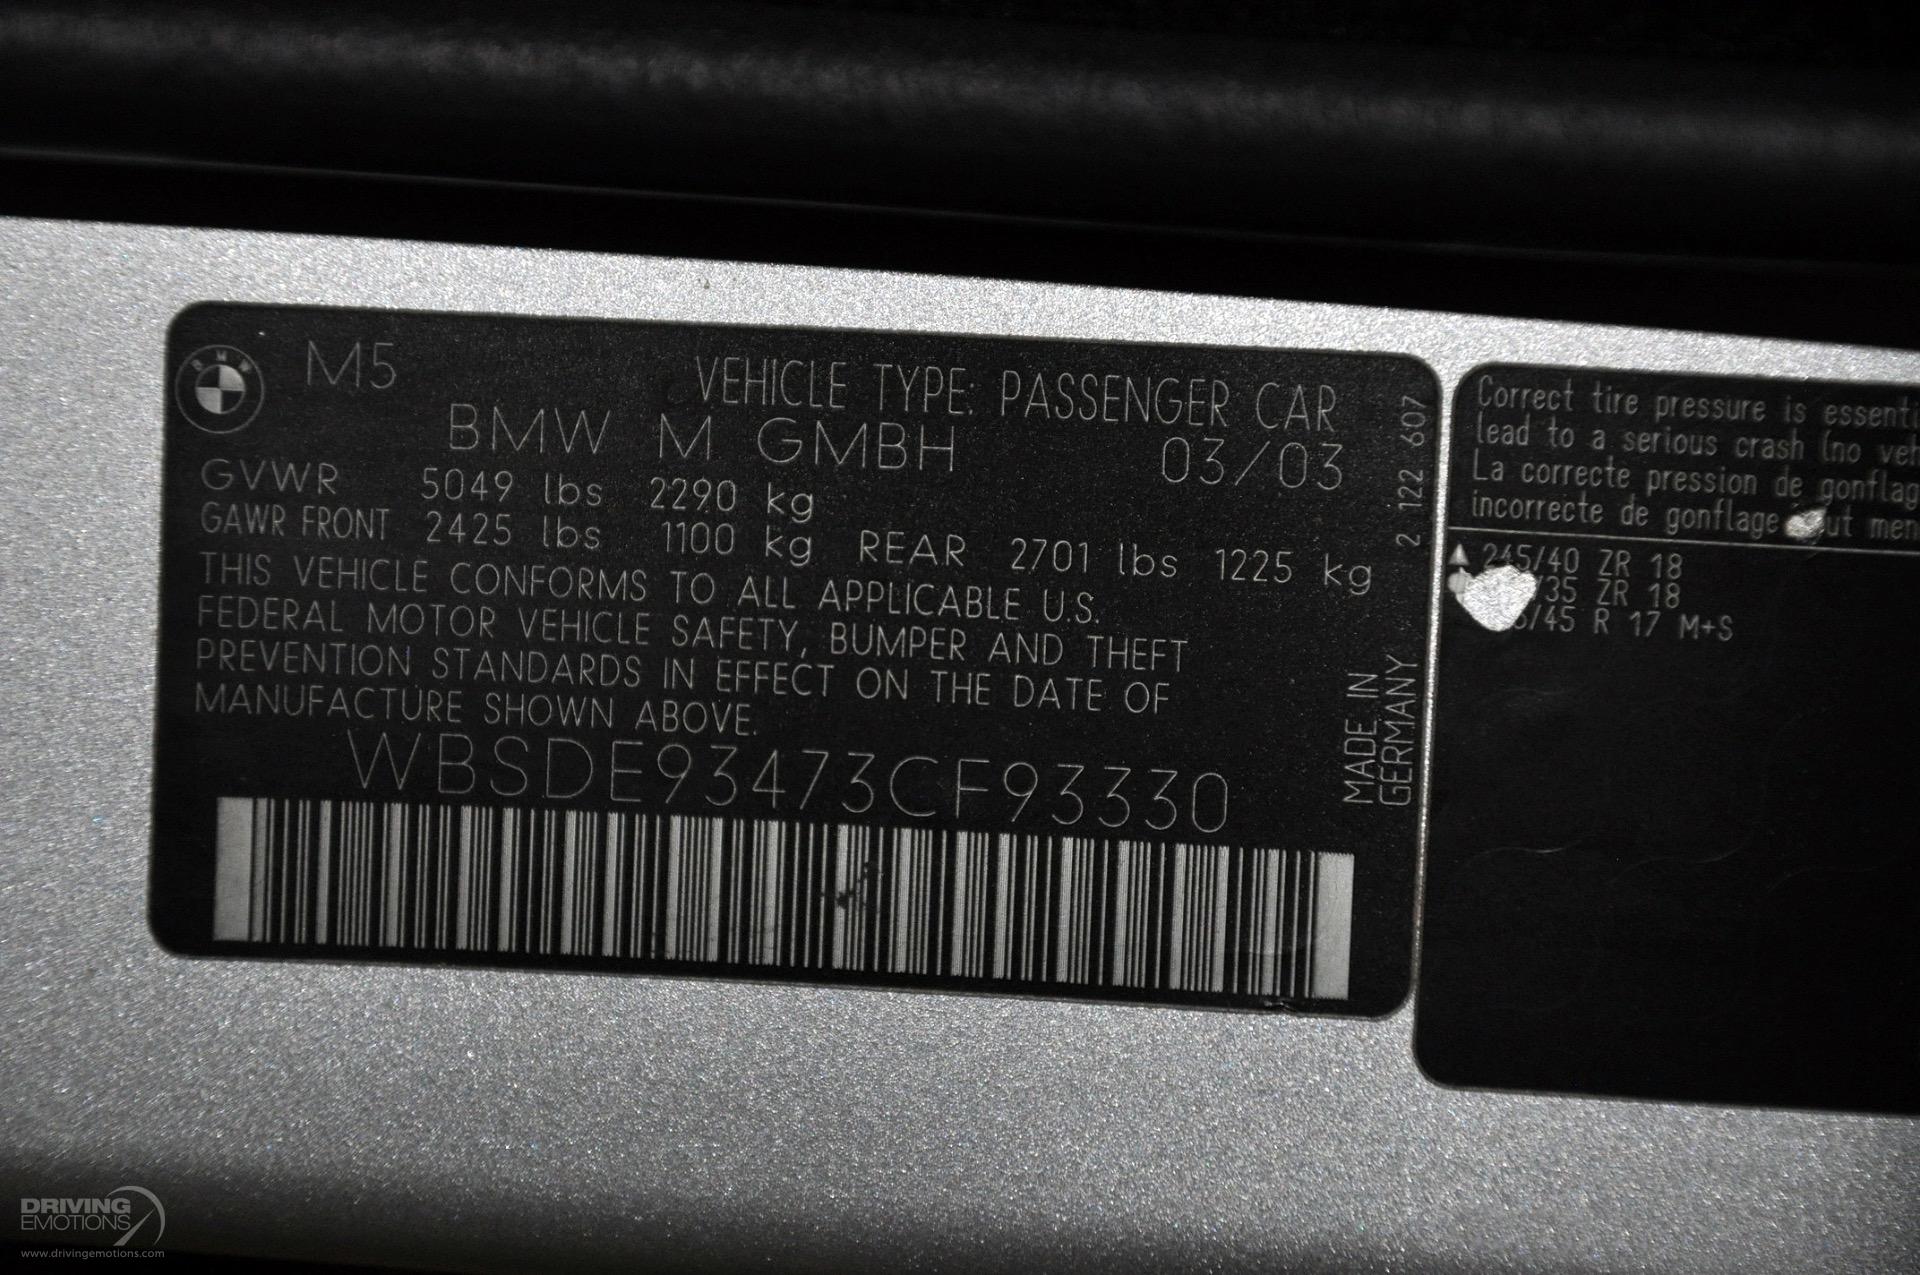 BMW
M5
VEHICLE TYPE: PASSENGER CAR
BMW M GMBH 03/03
GVWR 5049 lbs 2290 kg
GAWR FRONT 2425 lbs 1100 kg REAR 2701 lbs 1225 kg
THIS VEHICLE CONFORMS TO ALL APPLICABLE U.S.
FEDERAL MOTOR VEHICLE SAFETY, BUMPER AND THEFT
PREVENTION STANDARDS IN EFFECT ON THE DATE OF
MANUFACTURE SHOWN ABOVE.
WBSDE93473CF93330
2 122 607
MADE IN
GERMANY
Correct tire pressure is essenti
lead to a serious crash (no veh
La correcte pression de gonflag
incorrecte de gonflage ut men
245/40 ZR 18
/35 ZR 18
5/45 R 17 M+S
DRIVING
EMOTIONS
www.drivingemotions.com